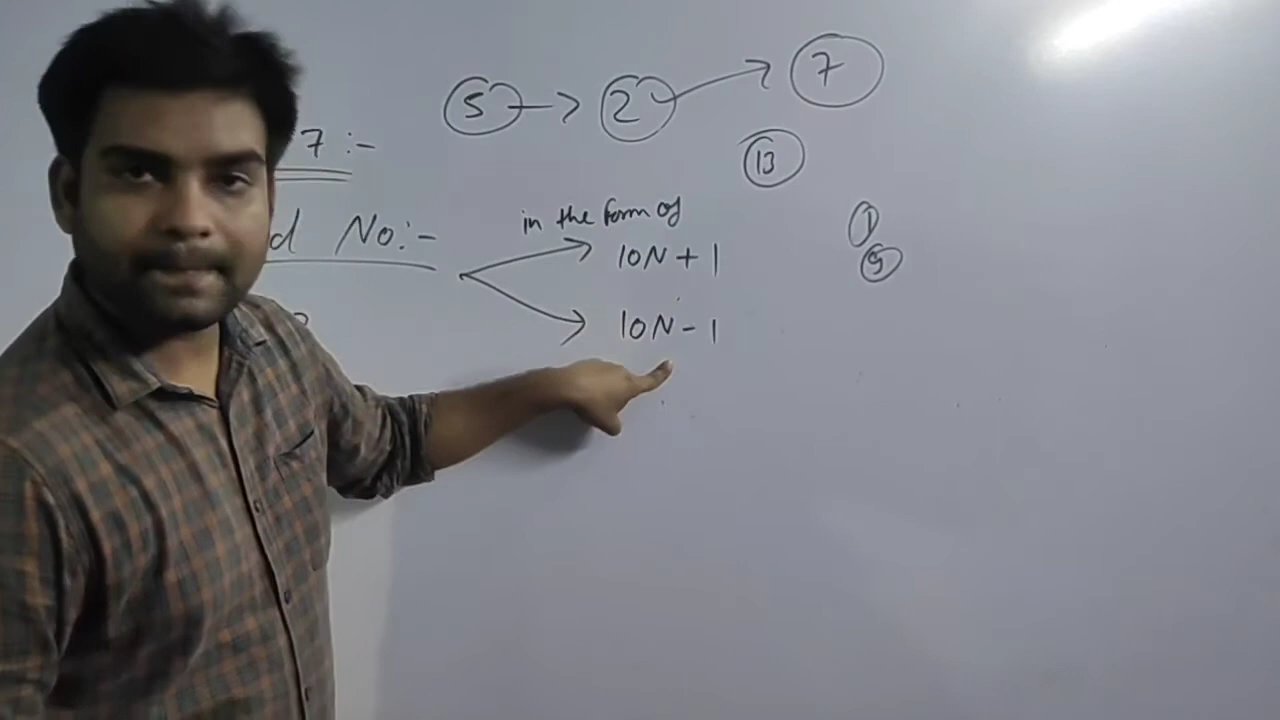 5 → 2 → 7
7 :-
13
d No:-
in the form of
10N + 1
10N - 1
1
9